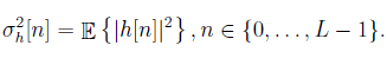 σ_h^2[n] = 𝔼 {|h[n]|^2} , n ∈ {0, . . . , L − 1}.